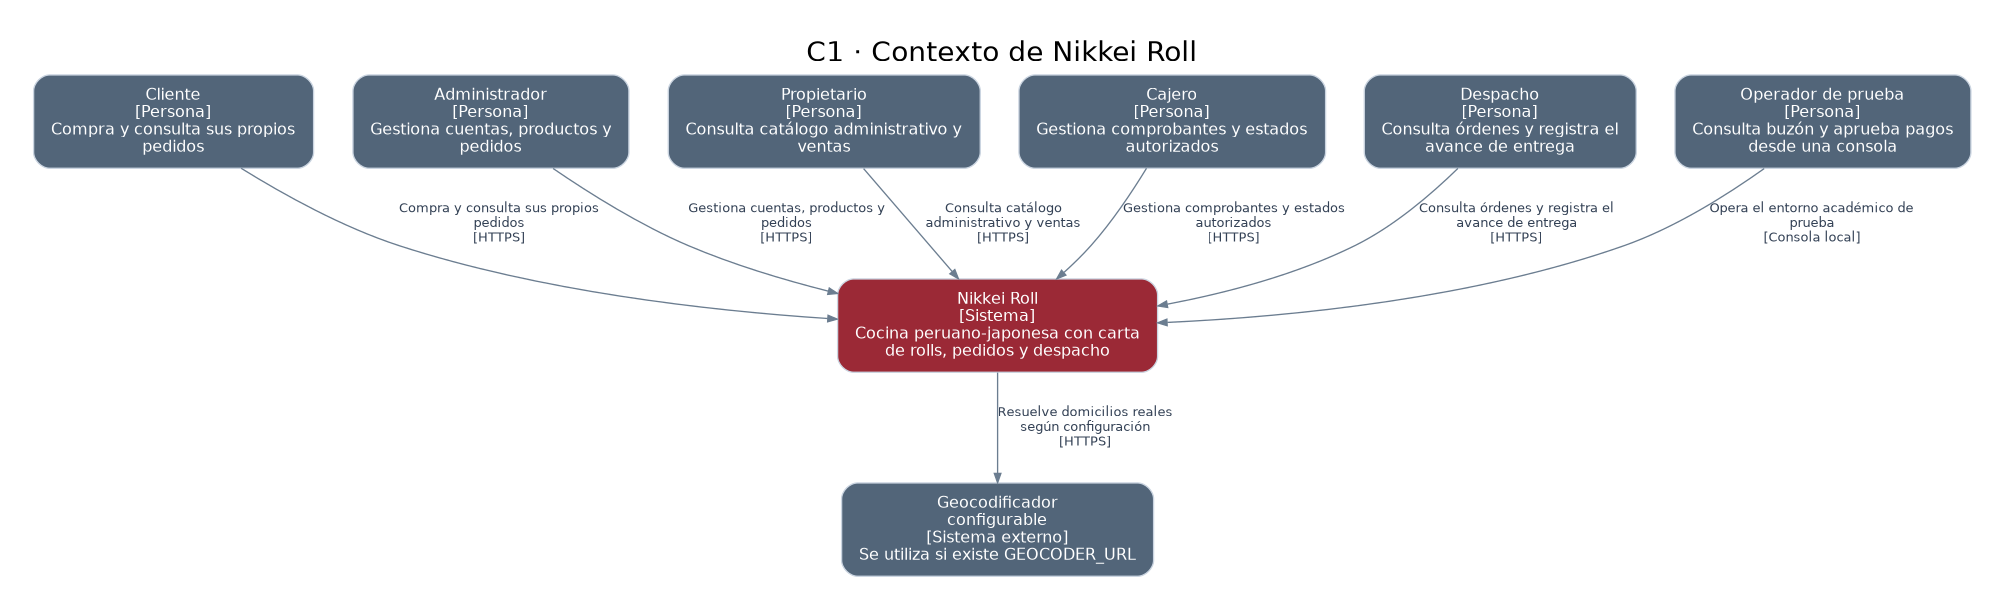 C1 · Contexto de Nikkei Roll
Cliente
[Persona]
Compra y consulta sus propios
pedidos
Administrador
[Persona]
Gestiona cuentas, productos y
pedidos
Propietario
[Persona]
Consulta catálogo administrativo y
ventas
Cajero
[Persona]
Gestiona comprobantes y estados
autorizados
Despacho
[Persona]
Consulta órdenes y registra el
avance de entrega
Operador de prueba
[Persona]
Consulta buzón y aprueba pagos
desde una consola
Compra y consulta sus propios
pedidos
[HTTPS]
Gestiona cuentas, productos y
pedidos
[HTTPS]
Consulta catálogo
administrativo y ventas
[HTTPS]
Gestiona comprobantes y estados
autorizados
[HTTPS]
Consulta órdenes y registra el
avance de entrega
[HTTPS]
Opera el entorno académico de
prueba
[Consola local]
Nikkei Roll
[Sistema]
Cocina peruano-japonesa con carta
de rolls, pedidos y despacho
Resuelve domicilios reales
según configuración
[HTTPS]
Geocodificador
configurable
[Sistema externo]
Se utiliza si existe GEOCODER_URL